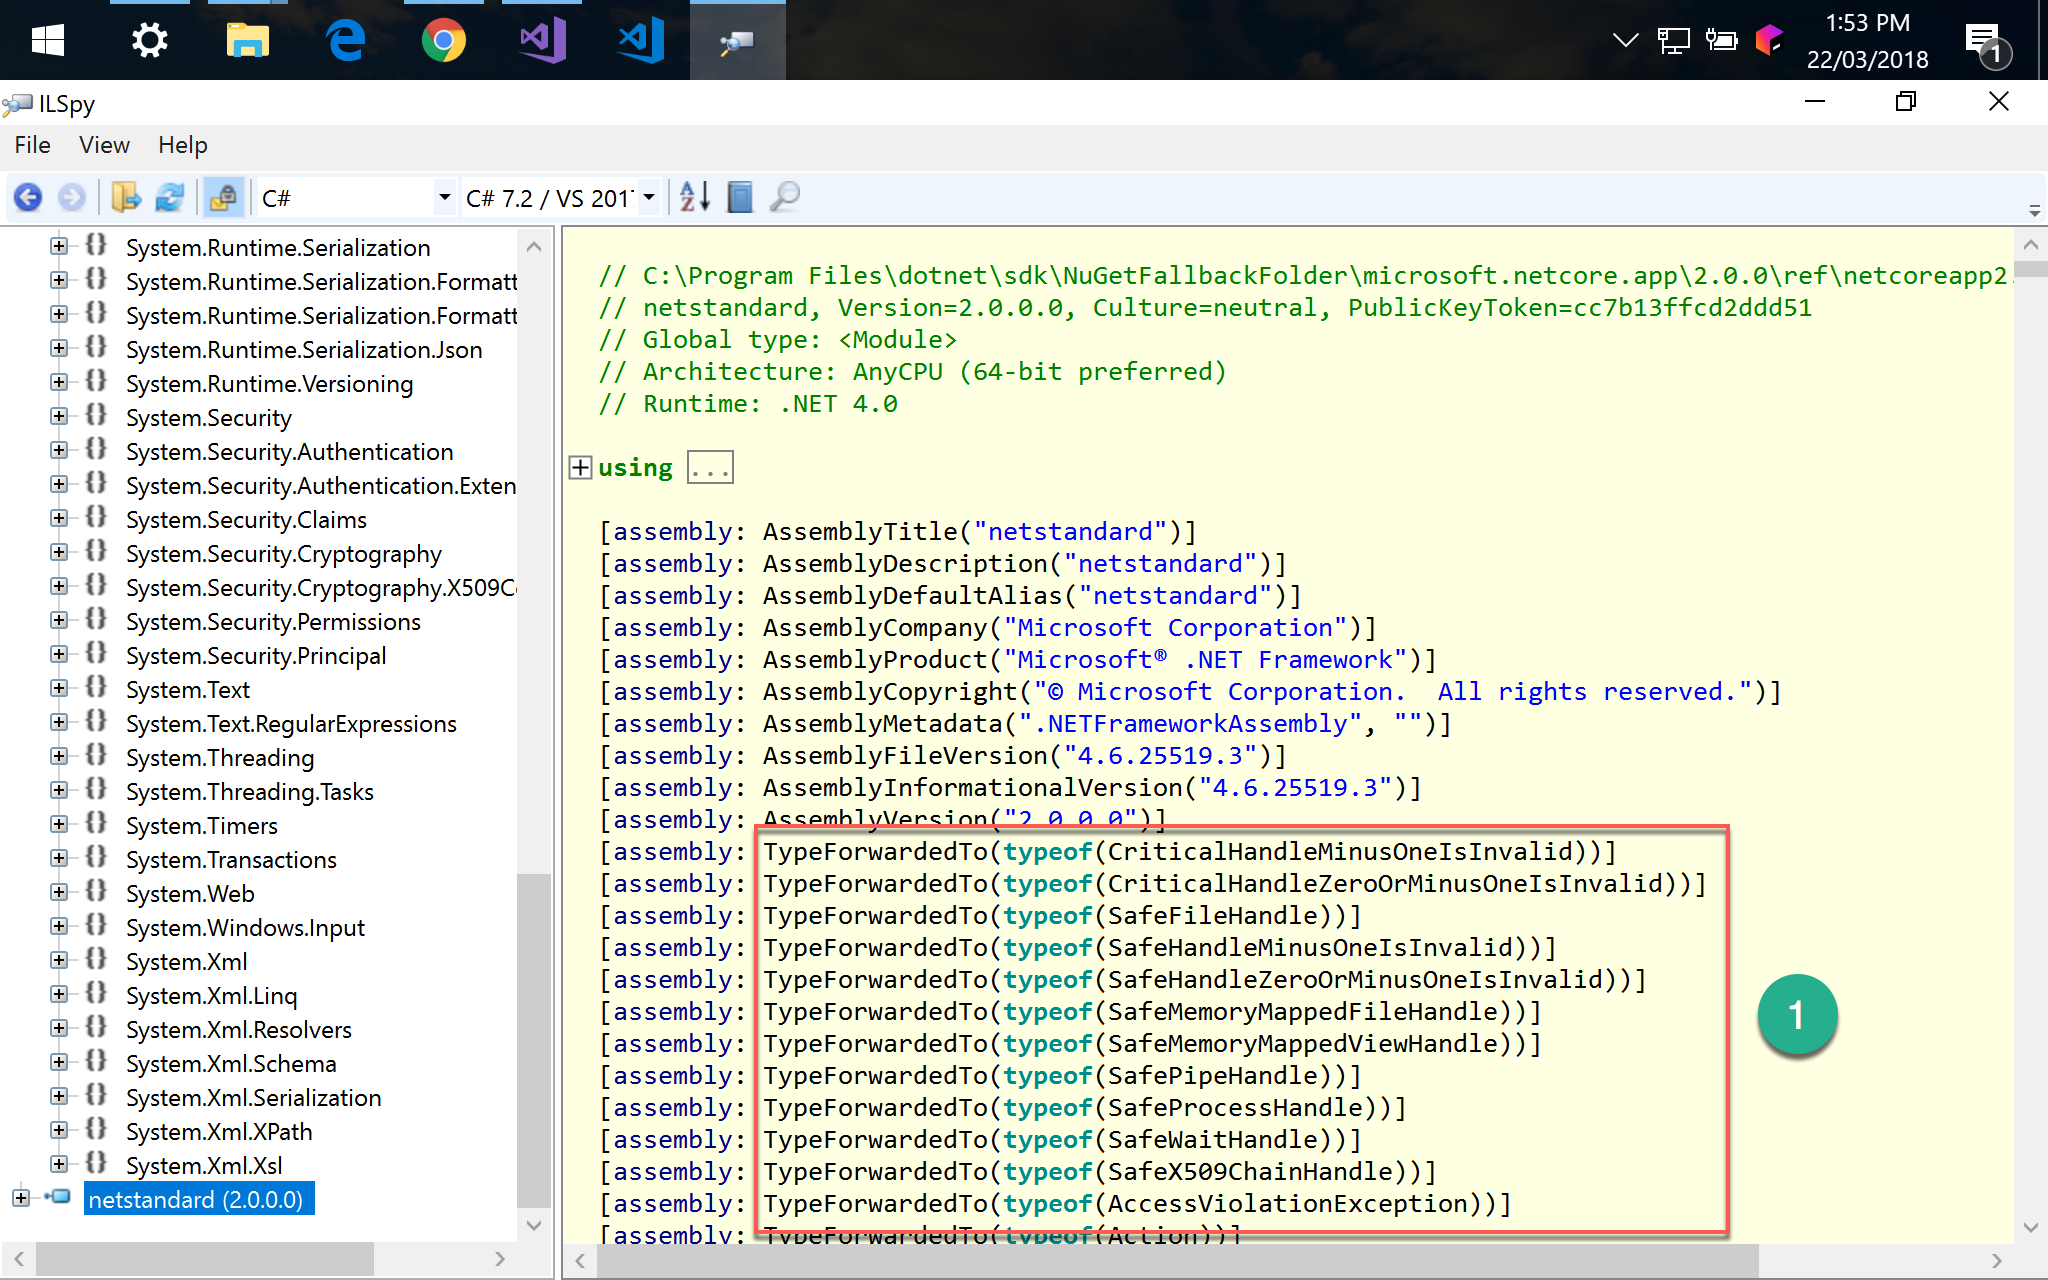 1:53 PM
22/03/2018
1
ILSpy
File View Help
C# C# 7.2 / VS 201
System.Runtime.Serialization
System.Runtime.Serialization.Formatt
System.Runtime.Serialization.Formatt
System.Runtime.Serialization.Json
System.Runtime.Versioning
System.Security
System.Security.Authentication
System.Security.Authentication.Exten
System.Security.Claims
System.Security.Cryptography
System.Security.Cryptography.X509C
System.Security.Permissions
System.Security.Principal
System.Text
System.Text.RegularExpressions
System.Threading
System.Threading.Tasks
System.Timers
System.Transactions
System.Web
System.Windows.Input
System.Xml
System.Xml.Linq
System.Xml.Resolvers
System.Xml.Schema
System.Xml.Serialization
System.Xml.XPath
System.Xml.Xsl
netstandard (2.0.0.0)
// C:\Program Files\dotnet\sdk\NuGetFallbackFolder\microsoft.netcore.app\2.0.0\ref\netcoreapp2.
// netstandard, Version=2.0.0.0, Culture=neutral, PublicKeyToken=cc7b13ffcd2ddd51
// Global type: <Module>
// Architecture: AnyCPU (64-bit preferred)
// Runtime: .NET 4.0
using ...
[assembly: AssemblyTitle("netstandard")]
[assembly: AssemblyDescription("netstandard")]
[assembly: AssemblyDefaultAlias("netstandard")]
[assembly: AssemblyCompany("Microsoft Corporation")]
[assembly: AssemblyProduct("Microsoft® .NET Framework")]
[assembly: AssemblyCopyright("© Microsoft Corporation.  All rights reserved.")]
[assembly: AssemblyMetadata(".NETFrameworkAssembly", "")]
[assembly: AssemblyFileVersion("4.6.25519.3")]
[assembly: AssemblyInformationalVersion("4.6.25519.3")]
[assembly: AssemblyVersion("2.0.0.0")]
[assembly: TypeForwardedTo(typeof(CriticalHandleMinusOneIsInvalid))]
[assembly: TypeForwardedTo(typeof(CriticalHandleZeroOrMinusOneIsInvalid))]
[assembly: TypeForwardedTo(typeof(SafeFileHandle))]
[assembly: TypeForwardedTo(typeof(SafeHandleMinusOneIsInvalid))]
[assembly: TypeForwardedTo(typeof(SafeHandleZeroOrMinusOneIsInvalid))]
[assembly: TypeForwardedTo(typeof(SafeMemoryMappedFileHandle))]
[assembly: TypeForwardedTo(typeof(SafeMemoryMappedViewHandle))]
[assembly: TypeForwardedTo(typeof(SafePipeHandle))]
[assembly: TypeForwardedTo(typeof(SafeProcessHandle))]
[assembly: TypeForwardedTo(typeof(SafeWaitHandle))]
[assembly: TypeForwardedTo(typeof(SafeX509ChainHandle))]
[assembly: TypeForwardedTo(typeof(AccessViolationException))]
[assembly: TypeForwardedTo(typeof(Action))]
1